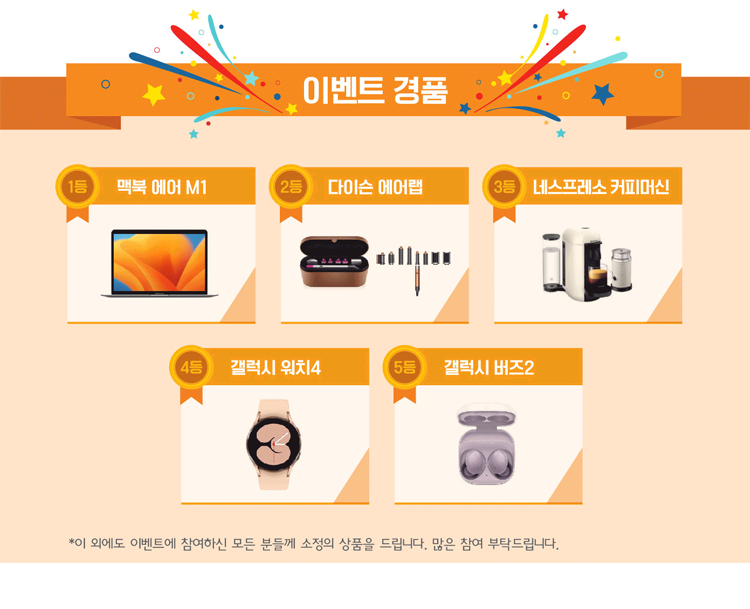 이벤트 경품
1등 맥북 에어 M1
2등 다이슨 에어랩
3등 네스프레소 커피머신
4등 갤럭시 워치4
5등 갤럭시 버즈2
*이 외에도 이벤트에 참여하신 모든 분들께 소정의 상품을 드립니다. 많은 참여 부탁드립니다.